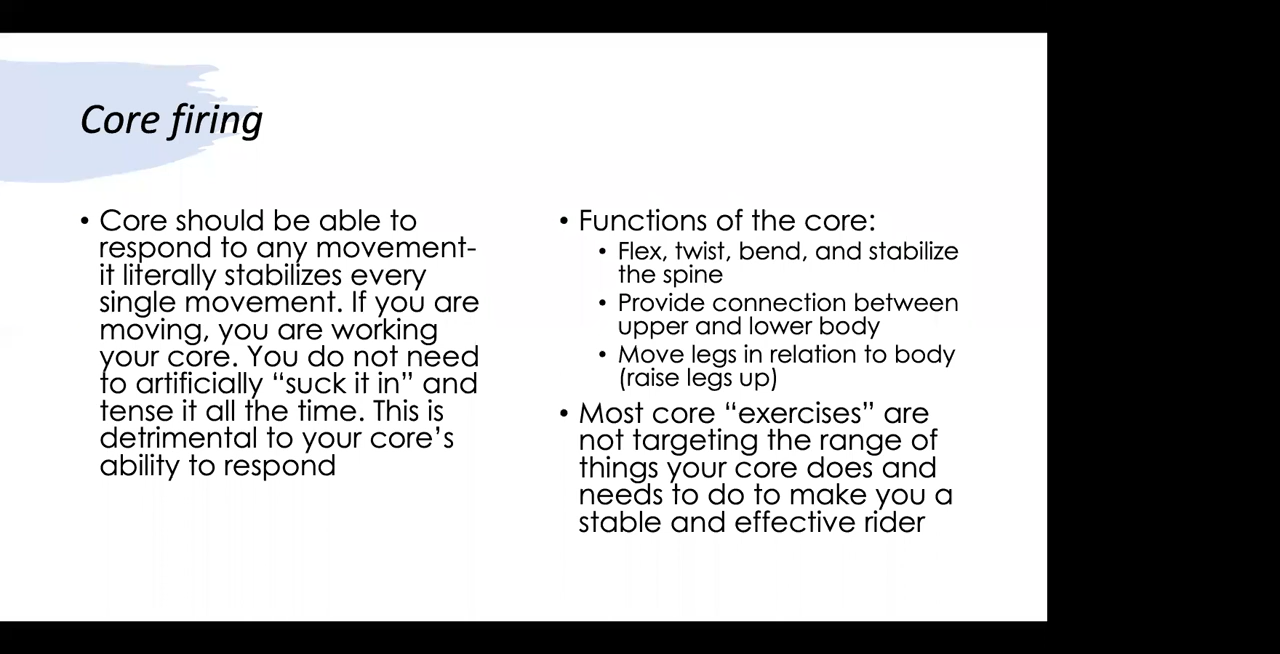 Core firing
• Core should be able to
respond to any movement-
it literally stabilizes every
single movement. If you are
moving, you are working
your core. You do not need
to artificially “suck it in” and
tense it all the time. This is
detrimental to your core’s
ability to respond
• Functions of the core:
• Flex, twist, bend, and stabilize
the spine
• Provide connection between
upper and lower body
• Move legs in relation to body
(raise legs up)
• Most core “exercises” are
not targeting the range of
things your core does and
needs to do to make you a
stable and effective rider